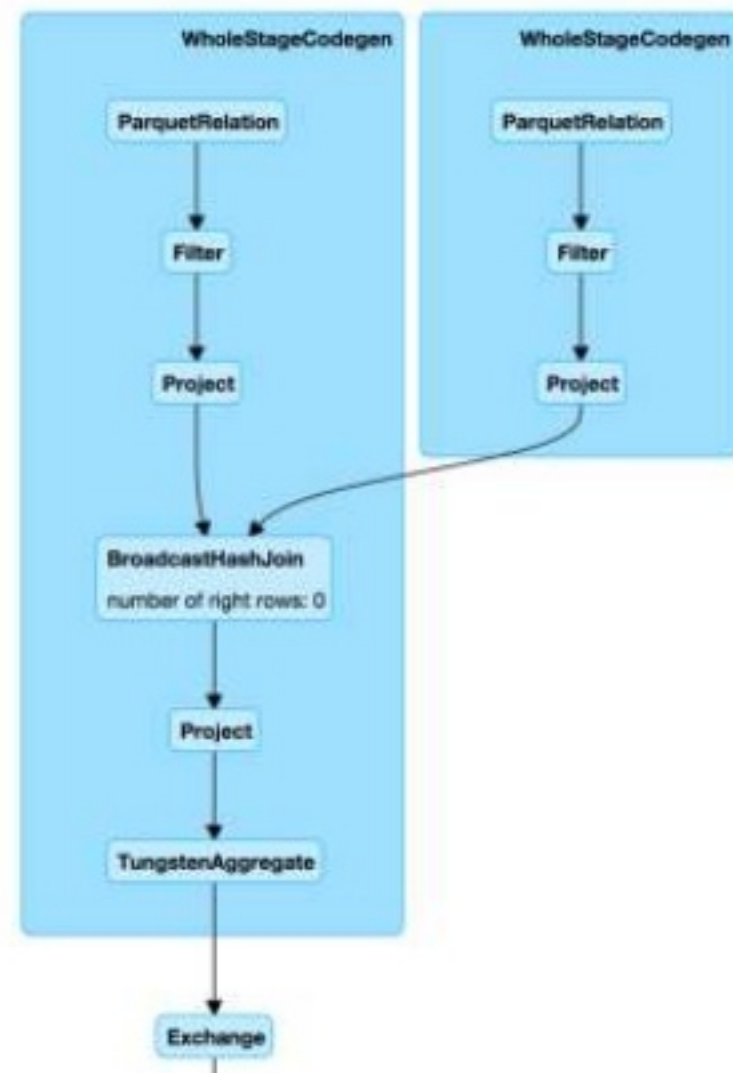 WholeStageCodegen
ParquetRelation
Filter
Project
BroadcastHashJoin
number of right rows: 0
Project
TungstenAggregate
WholeStageCodegen
ParquetRelation
Filter
Project
Exchange